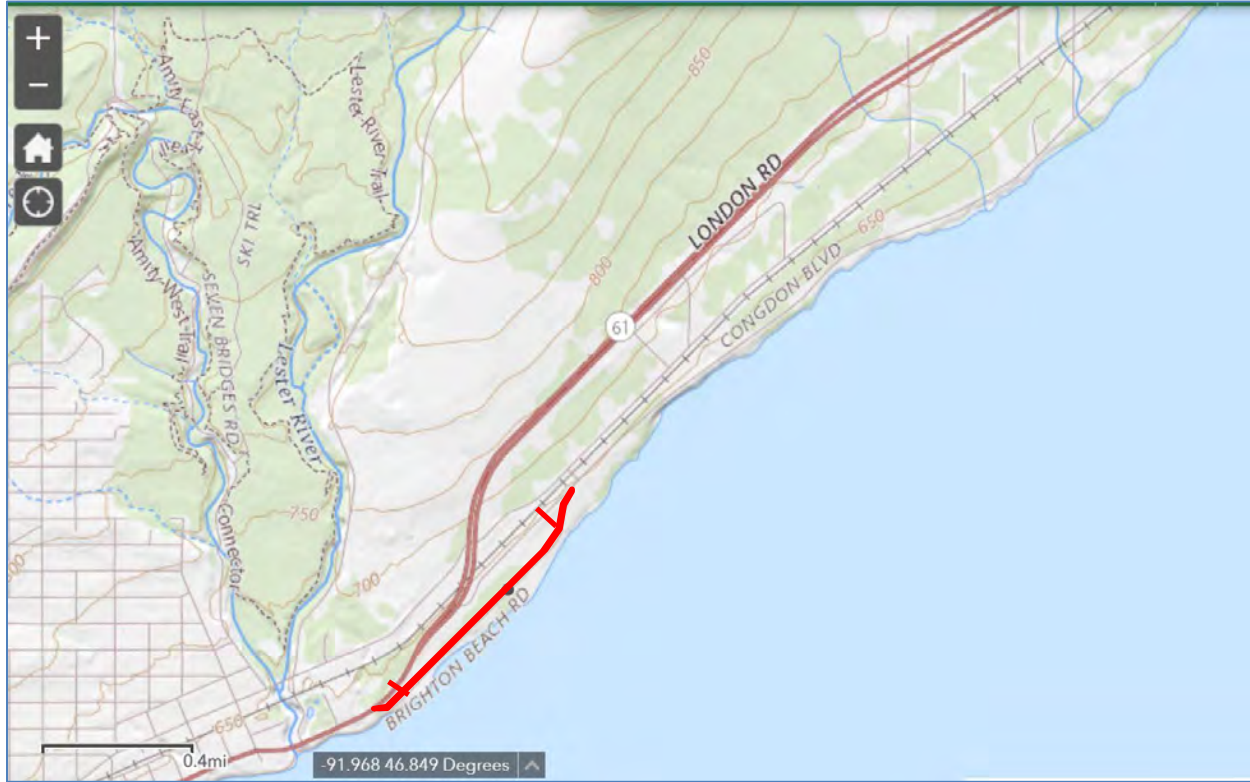 +
−
Amity East Trail
Lester River Trail
850
LONDON RD
SKI TRL
800
650
CONGDON BLVD
Amity West Trail
SEVEN BRIDGES RD
61
Lester River
750
Connector
700
BRIGHTON BEACH RD
650
0.4mi
-91.968 46.849 Degrees